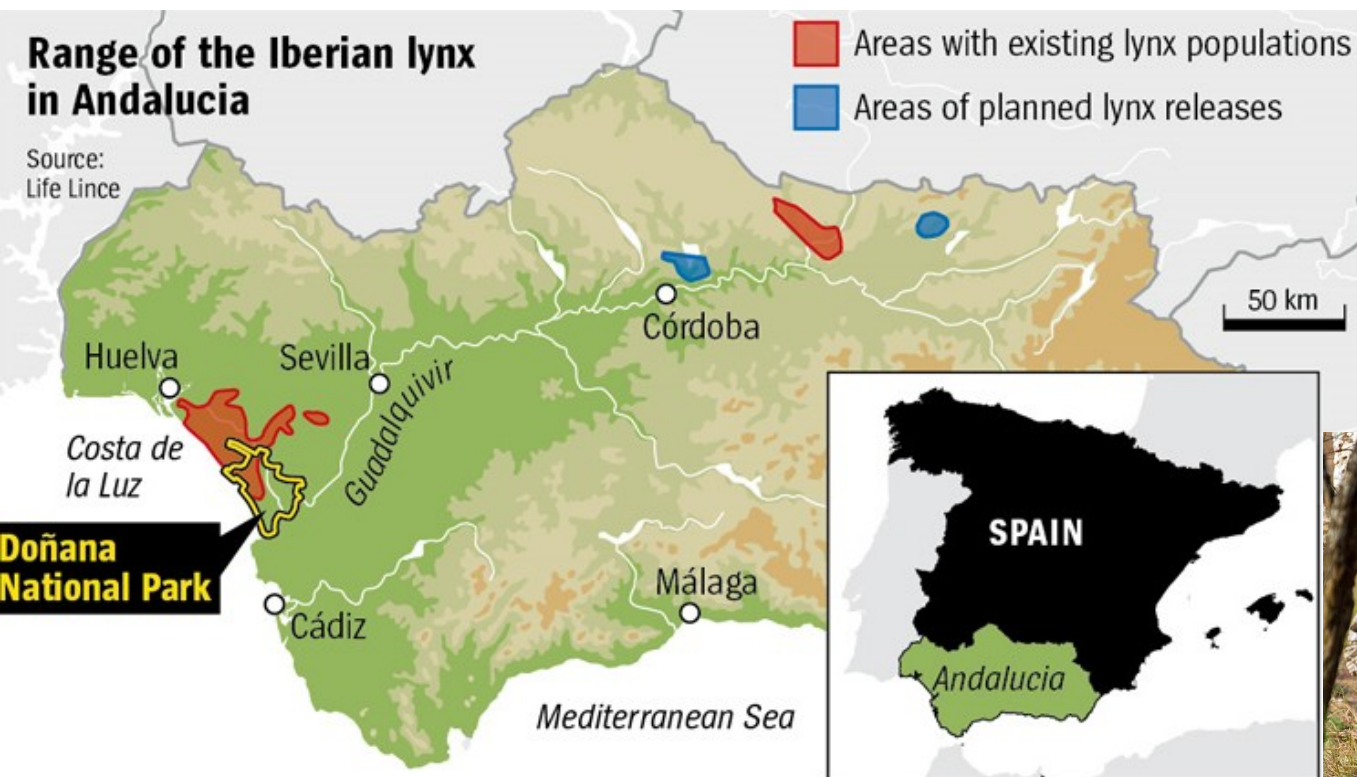 Range of the Iberian lynx
in Andalucia
Source:
Life Lince
Areas with existing lynx populations
Areas of planned lynx releases
50 km
Córdoba
Huelva
Sevilla
Guadalquivir
Costa de
la Luz
Doñana
National Park
Cádiz
Málaga
Mediterranean Sea
SPAIN
Andalucia